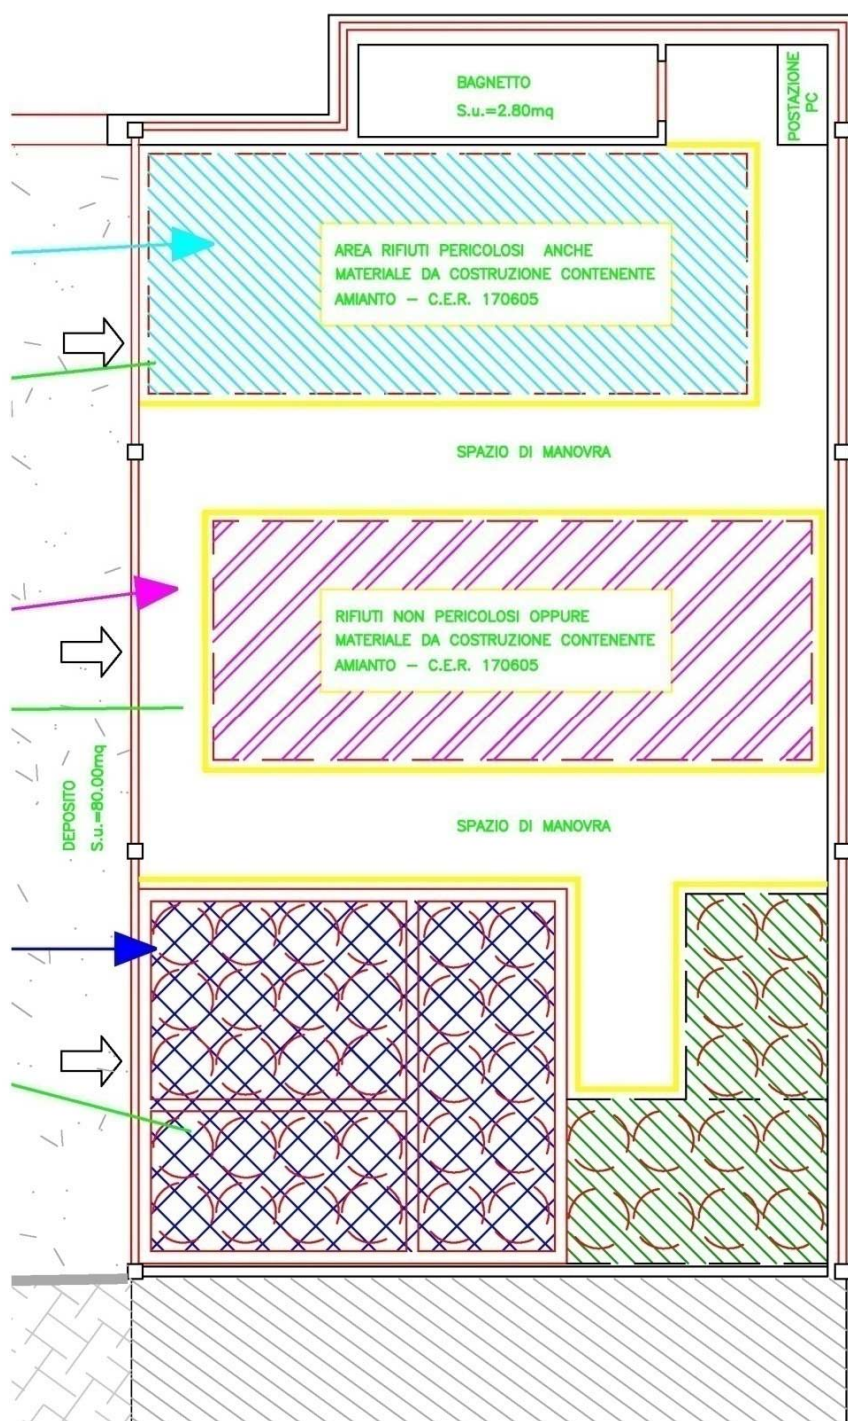 BAGNETTO
S.u.=2.80mq
POSTAZIONE
PC
AREA RIFIUTI PERICOLOSI ANCHE
MATERIALE DA COSTRUZIONE CONTENENTE
AMIANTO - C.E.R. 170605
SPAZIO DI MANOVRA
RIFIUTI NON PERICOLOSI OPPURE
MATERIALE DA COSTRUZIONE CONTENENTE
AMIANTO - C.E.R. 170605
DEPOSITO
S.u.=80.00mq
SPAZIO DI MANOVRA